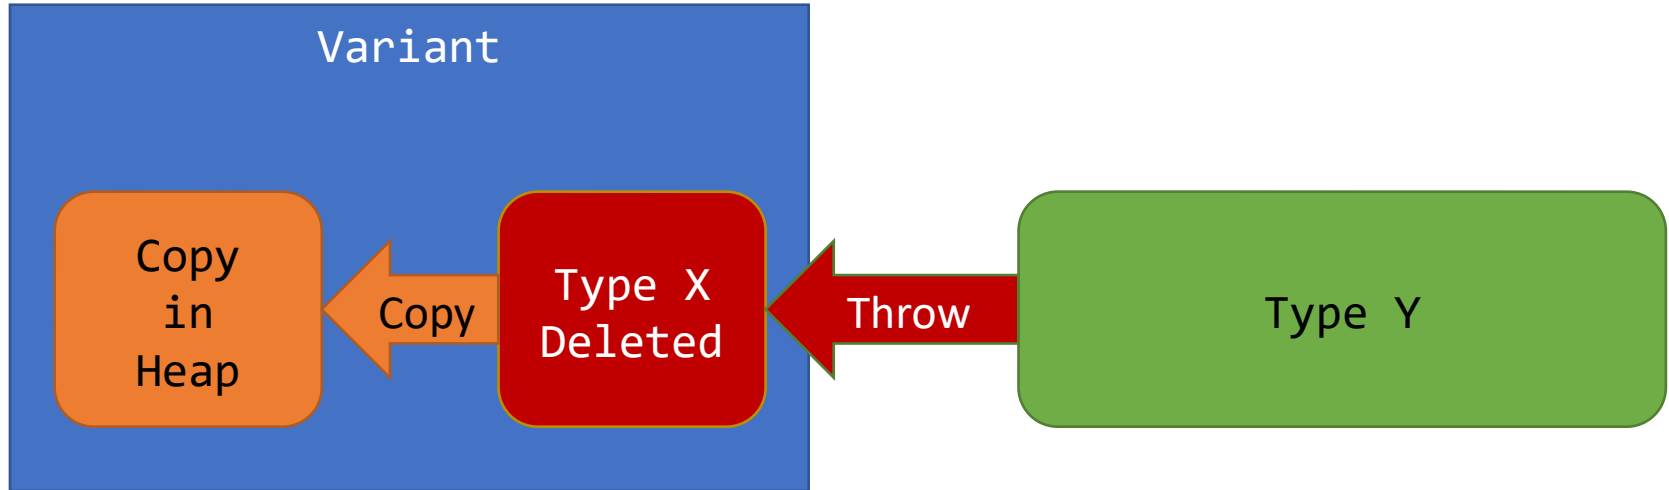 Variant
Copy
in
Heap
Copy
Type X
Deleted
Throw
Type Y